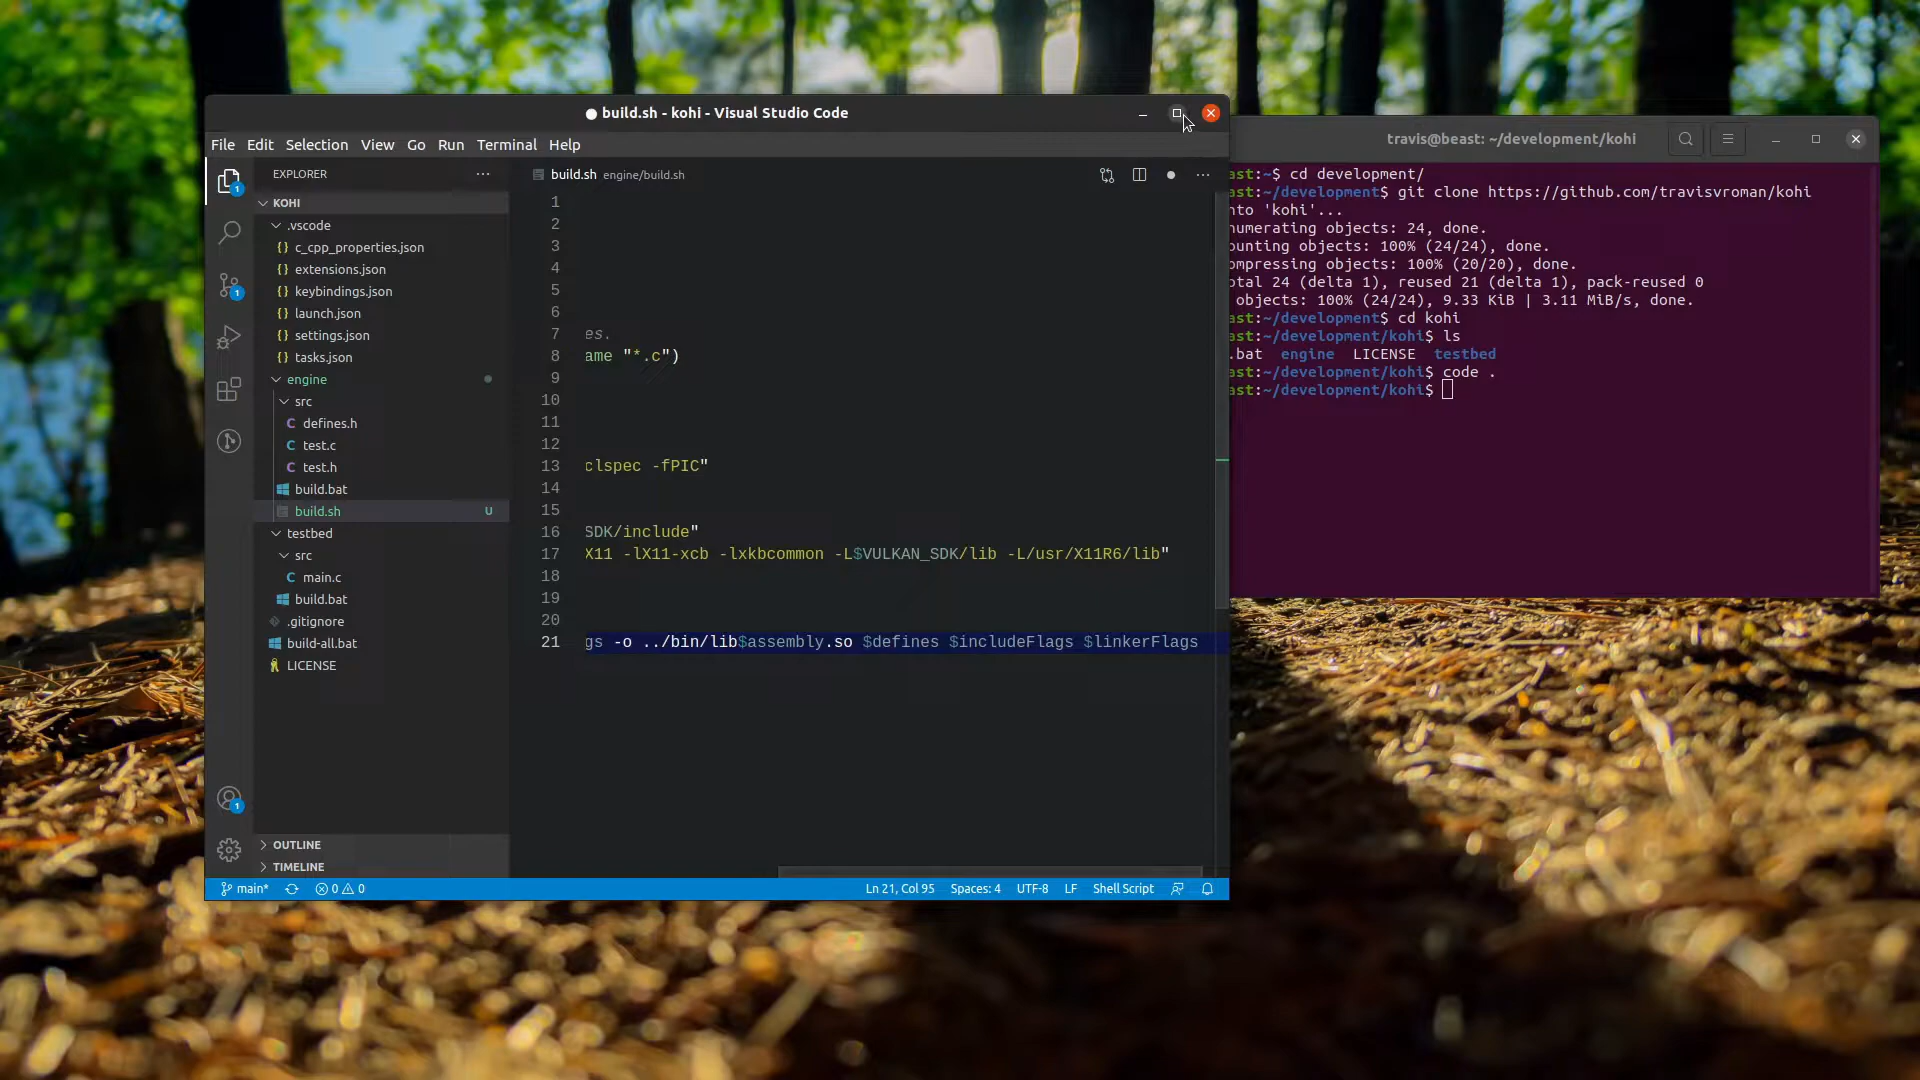 ● build.sh - kohi - Visual Studio Code
File Edit Selection View Go Run Terminal Help
EXPLORER
KOHI
.vscode
c_cpp_properties.json
extensions.json
keybindings.json
launch.json
settings.json
tasks.json
engine
src
defines.h
test.c
test.h
build.bat
build.sh U
testbed
src
main.c
build.bat
.gitignore
build-all.bat
LICENSE
OUTLINE
TIMELINE
1
1
1
build.sh engine/build.sh
1
2
3
4
5
6
7 es.
8 ame "*.c")
9
10
11
12
13 clspec -fPIC"
14
15
16 SDK/include"
17 X11 -lX11-xcb -lxkbcommon -L$VULKAN_SDK/lib -L/usr/X11R6/lib"
18
19
20
21 gs -o ../bin/lib$assembly.so $defines $includeFlags $linkerFlags
main* 0 0 Ln 21, Col 95 Spaces: 4 UTF-8 LF Shell Script
travis@beast: ~/development/kohi
ast:~$ cd development/
ast:~/development$ git clone https://github.com/travisvroman/kohi
nto 'kohi'...
numerating objects: 24, done.
ounting objects: 100% (24/24), done.
ompressing objects: 100% (20/20), done.
otal 24 (delta 1), reused 21 (delta 1), pack-reused 0
objects: 100% (24/24), 9.33 KiB | 3.11 MiB/s, done.
ast:~/development$ cd kohi
ast:~/development/kohi$ ls
.bat engine LICENSE testbed
ast:~/development/kohi$ code .
ast:~/development/kohi$